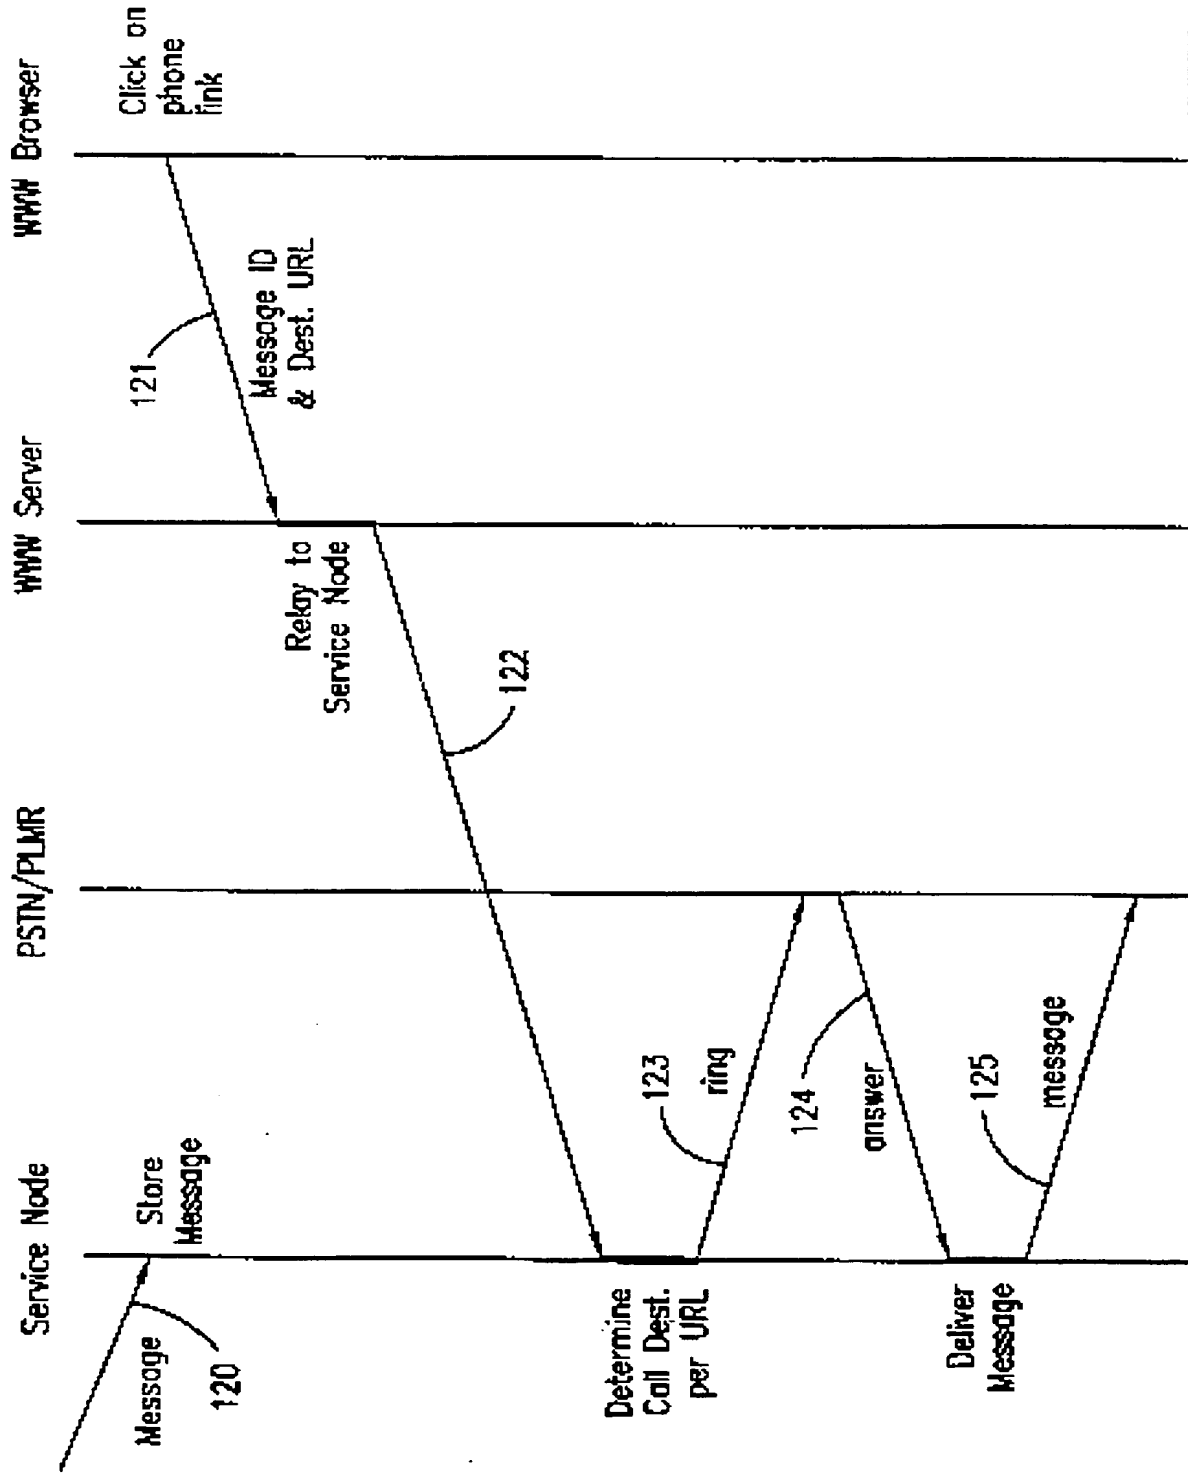 Service Node
PSTN/PLMR
WWW Server
WWW Browser
Message
120
Store
Message
Click on
phone
link
121
Message ID
& Dest. URL
Relay to
Service Node
122
Determine
Call Dest.
per URL
123
ring
124
answer
Deliver
Message
125
message